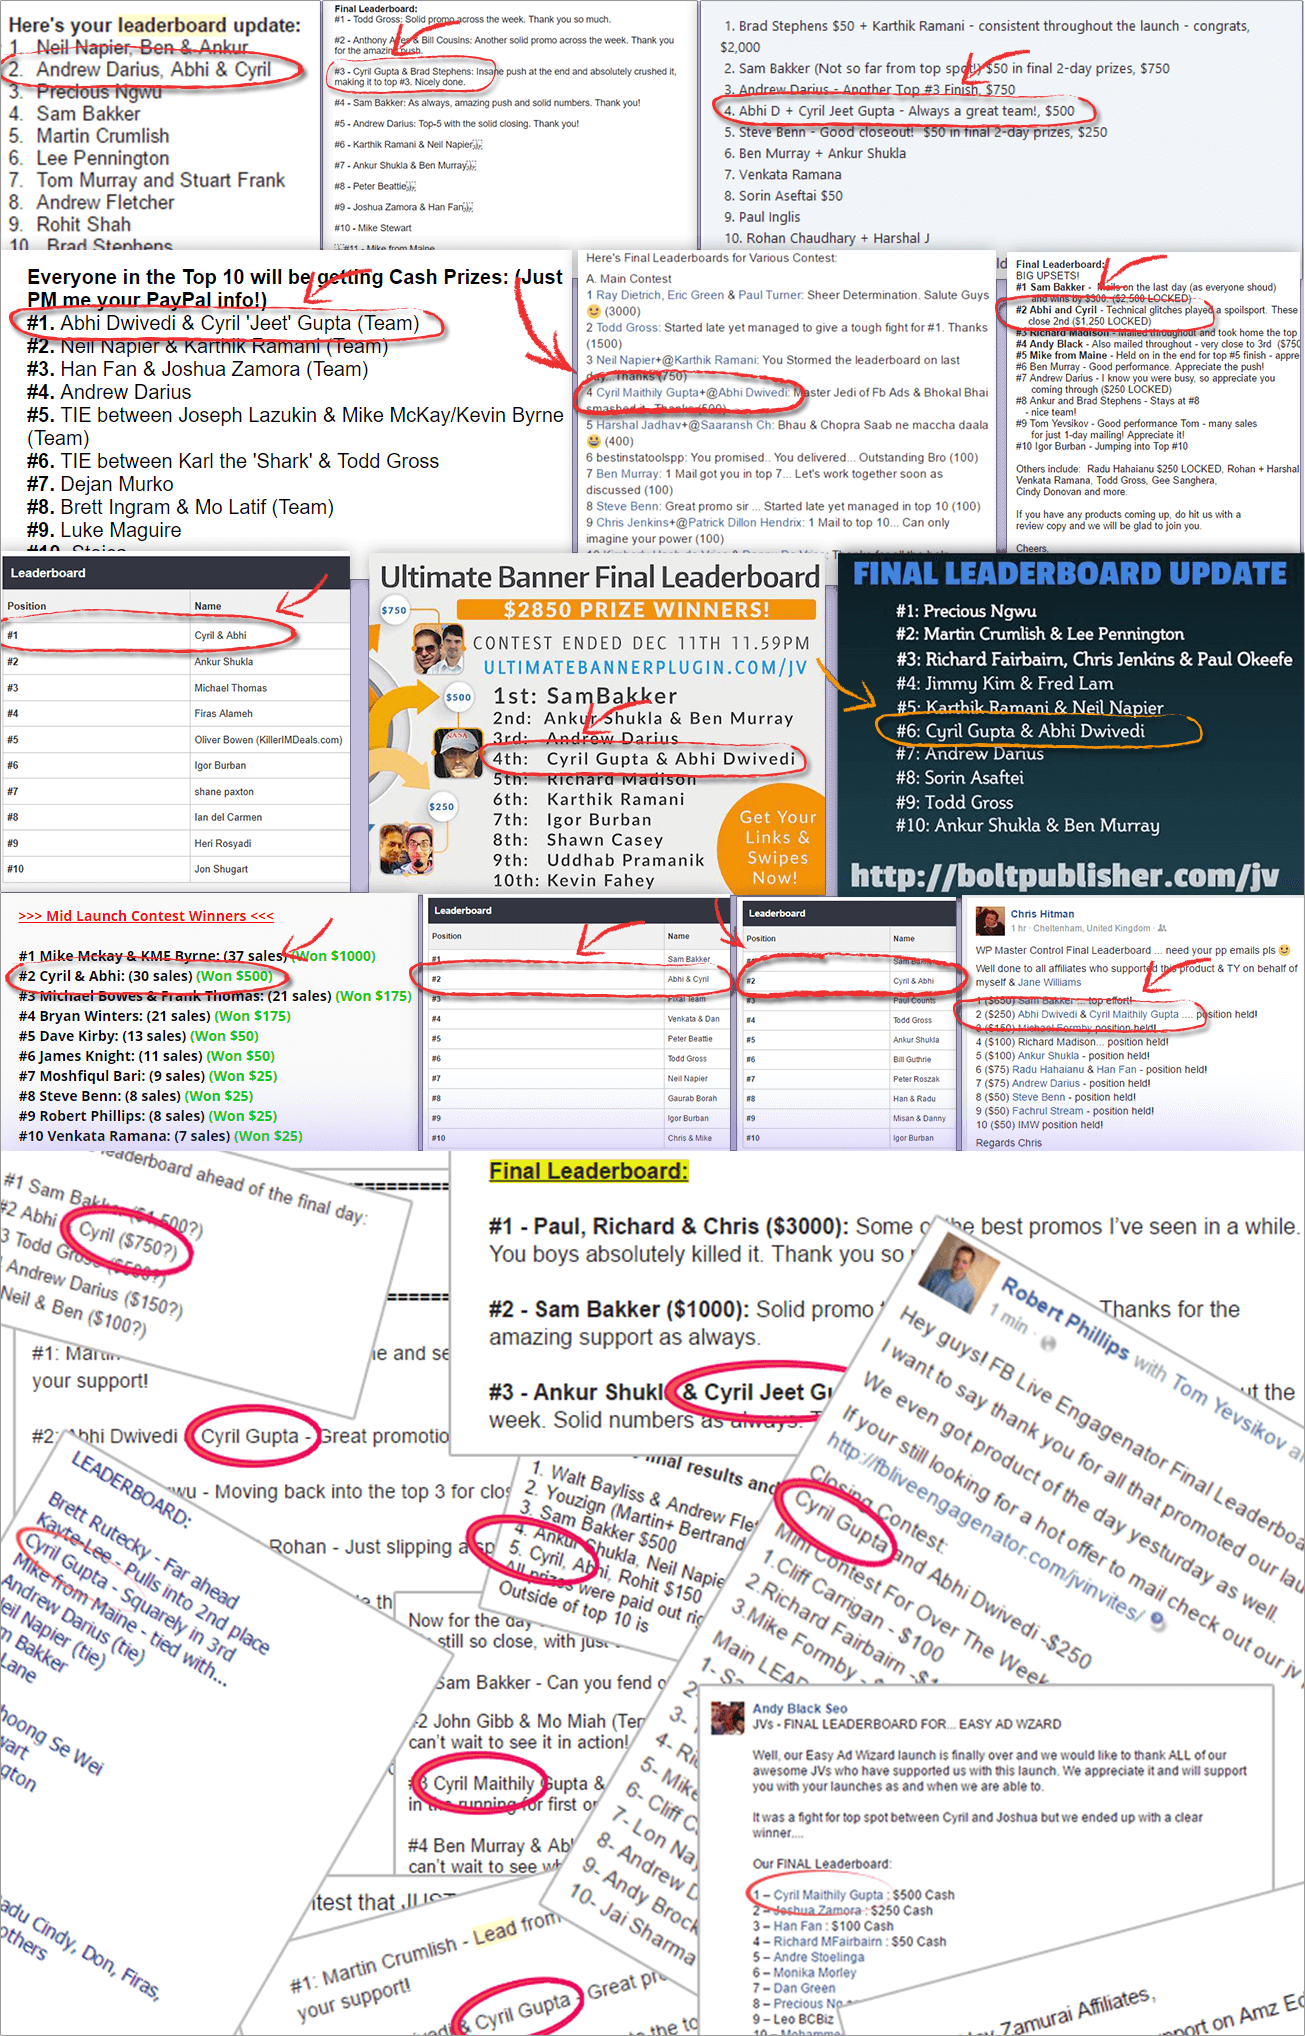 Here's your leaderboard update:
1. Neil Napier, Ben & Ankur
2. Andrew Darius, Abhi & Cyril
3. Precious Ngwu
4. Sam Bakker
5. Martin Crumlish
6. Lee Pennington
7. Tom Murray and Stuart Frank
8. Andrew Fletcher
9. Rohit Shah
10. Brad Stephens
Final Leaderboard:
#1 - Todd Gross: Solid promo across the week. Thank you so much.
#2 - Anthony & Bill Cousins: Another solid promo across the week. Thank you
for the amazing push.
#3 - Cyril Gupta & Brad Stephens: Insane push at the end and absolutely crushed it,
making it to top #3. Nicely done.
#4 - Sam Bakker: As always, amazing push and solid numbers. Thank you!
#5 - Andrew Darius: Top-5 with the solid closing. Thank you!
#6 - Karthik Ramani & Neil Napier
#7 - Ankur Shukla & Ben Murray
#8 - Peter Beattie
#9 - Joshua Zamora & Han Fan
#10 - Mike Stewart
#11 - Mike from Maine
1. Brad Stephens $50 + Karthik Ramani - consistent throughout the launch - congrats,
$2,000
2. Sam Bakker (Not so far from top spot!) $50 in final 2-day prizes, $750
3. Andrew Darius - Another Top #3 Finish, $750
4. Abhi D + Cyril Jeet Gupta - Always a great team!, $500
5. Steve Benn - Good closeout! $50 in final 2-day prizes, $250
6. Ben Murray + Ankur Shukla
7. Venkata Ramana
8. Sorin Aseftai $50
9. Paul Inglis
10. Rohan Chaudhary + Harshal J
Everyone in the Top 10 will be getting Cash Prizes: (Just
PM me your PayPal info!)
#1. Abhi Dwivedi & Cyril 'Jeet' Gupta (Team)
#2. Neil Napier & Karthik Ramani (Team)
#3. Han Fan & Joshua Zamora (Team)
#4. Andrew Darius
#5. TIE between Joseph Lazukin & Mike McKay/Kevin Byrne
(Team)
#6. TIE between Karl the 'Shark' & Todd Gross
#7. Dejan Murko
#8. Brett Ingram & Mo Latif (Team)
#9. Luke Maguire
Here's Final Leaderboards for Various Contest:
A. Main Contest
1 Ray Dietrich, Eric Green & Paul Turner: Sheer Determination. Salute Guys
😃 (3000)
2 Todd Gross: Started late yet managed to give a tough fight for #1. Thanks
(1500)
3 Neil Napier+@Karthik Ramani: You Stormed the leaderboard on last
day...Thanks (750)
4 Cyril Maithily Gupta+@Abhi Dwivedi: Master Jedi of Fb Ads & Bhokal Bhai
smashed it.. Thanks (500)
5 Harshal Jadhav+@Saaransh Ch: Bhau & Chopra Saab ne maccha daala
😃 (400)
6 bestinstatoolspp: You promised.. You delivered... Outstanding Bro (100)
7 Ben Murray: 1 Mail got you in top 7... Let's work together soon as
discussed (100)
8 Steve Benn: Great promo sir ... Started late yet managed in top 10 (100)
9 Chris Jenkins+@Patrick Dillon Hendrix: 1 Mail to top 10... Can only
imagine your power (100)
Final Leaderboard:
BIG UPSETS!
#1 Sam Bakker - Mails on the last day (as everyone shoud)
and wins by $300. ($2,500 LOCKED)
#2 Abhi and Cyril - Technical glitches played a spoilsport. These
close 2nd ($1,250 LOCKED)
#3 Richard Madison - Mailed throughout and took home the top
#4 Andy Black - Also mailed throughout - very close to 3rd ($750
#5 Mike from Maine - Held on in the end for top #5 finish - appre
#6 Ben Murray - Good performance. Appreciate the push!
#7 Andrew Darius - I know you were busy, so appreciate you
coming through ($250 LOCKED)
#8 Ankur and Brad Stephens - Stays at #8
- nice team!
#9 Tom Yevsikov - Good performance Tom - many sales
for just 1-day mailing! Appreciate it!
#10 Igor Burban - Jumping into Top #10
Others include: Radu Hahaianu $250 LOCKED, Rohan + Harshal
Venkata Ramana, Todd Gross, Gee Sanghera,
Cindy Donovan and more.
If you have any products coming up, do hit us with a
review copy and we will be glad to join you.
Cheers,
Leaderboard
Position Name
#1 Cyril & Abhi
#2 Ankur Shukla
#3 Michael Thomas
#4 Firas Alameh
#5 Oliver Bowen (KillerIMDeals.com)
#6 Igor Burban
#7 shane paxton
#8 Ian del Carmen
#9 Heri Rosyadi
#10 Jon Shugart
Ultimate Banner Final Leaderboard
$2850 PRIZE WINNERS!
$750
CONTEST ENDED DEC 11TH 11.59PM
ULTIMATEBANNERPLUGIN.COM/JV
$500
1st: SamBakker
2nd: Ankur Shukla & Ben Murray
3rd: Andrew Darius
4th: Cyril Gupta & Abhi Dwivedi
5th: Richard Madison
6th: Karthik Ramani
7th: Igor Burban
8th: Shawn Casey
9th: Uddhab Pramanik
10th: Kevin Fahey
$250
Get Your
Links &
Swipes
Now!
FINAL LEADERBOARD UPDATE
#1: Precious Ngwu
#2: Martin Crumlish & Lee Pennington
#3: Richard Fairbairn, Chris Jenkins & Paul Okeefe
#4: Jimmy Kim & Fred Lam
#5: Karthik Ramani & Neil Napier
#6: Cyril Gupta & Abhi Dwivedi
#7: Andrew Darius
#8: Sorin Asaftei
#9: Todd Gross
#10: Ankur Shukla & Ben Murray
http://boltpublisher.com/jv
>>> Mid Launch Contest Winners <<<
#1 Mike Mckay & KME Byrne: (37 sales) (Won $1000)
#2 Cyril & Abhi: (30 sales) (Won $500)
#3 Michael Bowes & Frank Thomas: (21 sales) (Won $175)
#4 Bryan Winters: (21 sales) (Won $175)
#5 Dave Kirby: (13 sales) (Won $50)
#6 James Knight: (11 sales) (Won $50)
#7 Moshfiqul Bari: (9 sales) (Won $25)
#8 Steve Benn: (8 sales) (Won $25)
#9 Robert Phillips: (8 sales) (Won $25)
#10 Venkata Ramana: (7 sales) (Won $25)
Leaderboard
Position Name
#1 Sam Bakker
#2 Abhi & Cyril
#3 Pixal Team
#4 Venkata & Dan
#5 Peter Beattie
#6 Todd Gross
#7 Neil Napier
#8 Gaurab Borah
#9 Igor Burban
#10 Chris & Mike
Leaderboard
Position Name
#1 Sam Bakker
#2 Cyril & Abhi
#3 Paul Counts
#4 Todd Gross
#5 Ankur Shukla
#6 Bill Guthrie
#7 Peter Roszak
#8 Han & Radu
#9 Misan & Danny
#10 Igor Burban
Chris Hitman
1 hr · Cheltenham, United Kingdom ·
WP Master Control Final Leaderboard ... need your pp emails pls 😀
Well done to all affiliates who supported this product & TY on behalf of
myself & Jane Williams
1 ($650) Sam Bakker ... top effort!
2 ($250) Abhi Dwivedi & Cyril Maithily Gupta .... position held!
3 ($150) Michael Formby position held!
4 ($100) Richard Madison... position held!
5 ($100) Ankur Shukla - position held!
6 ($75) Radu Hahaianu & Han Fan - position held!
7 ($75) Andrew Darius - position held!
8 ($50) Steve Benn - position held!
9 ($50) Fachrul Stream - position held!
10 ($50) IMW position held!
Regards Chris
leaderboard ahead of the final day:
#1 Sam Bakker ($1,500?)
#2 Abhi & Cyril ($750?)
3 Todd Gross ($500?)
Andrew Darius ($150?)
Neil & Ben ($100?)
#1: Martin
your support!
#2: Abhi Dwivedi & Cyril Gupta - Great promotio
- Moving back into the top 3 for clos
Rohan - Just slipping a sp
Final Leaderboard:
#1 - Paul, Richard & Chris ($3000): Some of the best promos I've seen in a while.
You boys absolutely killed it. Thank you so
#2 - Sam Bakker ($1000): Solid promo Thanks for the
amazing support as always.
#3 - Ankur Shukl & Cyril Jeet Gu ut the
week. Solid numbers as always.
Robert Phillips with Tom Yevsikov
1 min ·
Hey guys! FB Live Engagenator Final Leaderboa
I want to say thank you for all that promoted our lau
We even got product of the day yesterday as well.
If your still looking for a hot offer to mail check out our jv
http://fbliveengagenator.com/jvinvites/
Closing Contest:
Cyril Gupta and Abhi Dwivedi -$250
Mini Contest For Over The Week
1.Cliff Carrigan - $100
2.Richard Fairbairn -$
3.Mike Formby -
Main LEAD
1- Sa
2-
3-
4- Ri
5- Mike
6- Cliff C
7- Lon Na
8- Andrew D
9- Andy Brock
10- Jai Sharma
LEADERBOARD:
Brett Rutecky - Far ahead
Kayte-Lee - Pulls into 2nd place
Cyril Gupta - Squarely in 3rd
Mike from Maine - tied with...
Andrew Darius (tie)
Neil Napier (tie)
Bakker
Lane
hoong Se Wei
wart
gton
adu Cindy, Don, Firas,
others
final results and
1. Walt Bayliss & Andrew Flet
2. Youzign (Martin+ Bertrand
3. Sam Bakker $500
4. Ankur Shukla, Neil Napie
5. Cyril, Abhi, Rohit $150
All prizes were paid out rig
Outside of top 10 is
Now for the day
still so close, with just
Sam Bakker - Can you fend o
#2 John Gibb & Mo Miah (Ter
can't wait to see it in action!
#3 Cyril Maithily Gupta &
in the running for first or
#4 Ben Murray & Abl
can't wait to see wh
test that JUST
#1: Martin Crumlish - Lead from
your support!
& Cyril Gupta - Great pro
the to
Andy Black Seo
JVs - FINAL LEADERBOARD FOR... EASY AD WZARD
Well, our Easy Ad Wizard launch is finally over and we would like to thank ALL of our
awesome JVs who have supported us with this launch. We appreciate it and will support
you with your launches as and when we are able to.
It was a fight for top spot between Cyril and Joshua but we ended up with a clear
winner....
Our FINAL Leaderboard:
1 – Cyril Maithily Gupta : $500 Cash
2 – Joshua Zamora : $250 Cash
3 – Han Fan : $100 Cash
4 – Richard MFairbairn : $50 Cash
5 – Andre Stoelinga
6 – Monika Morley
7 – Dan Green
8 – Precious
9 – Leo BCBiz
Zamurai Affiliates,
pport on Amz